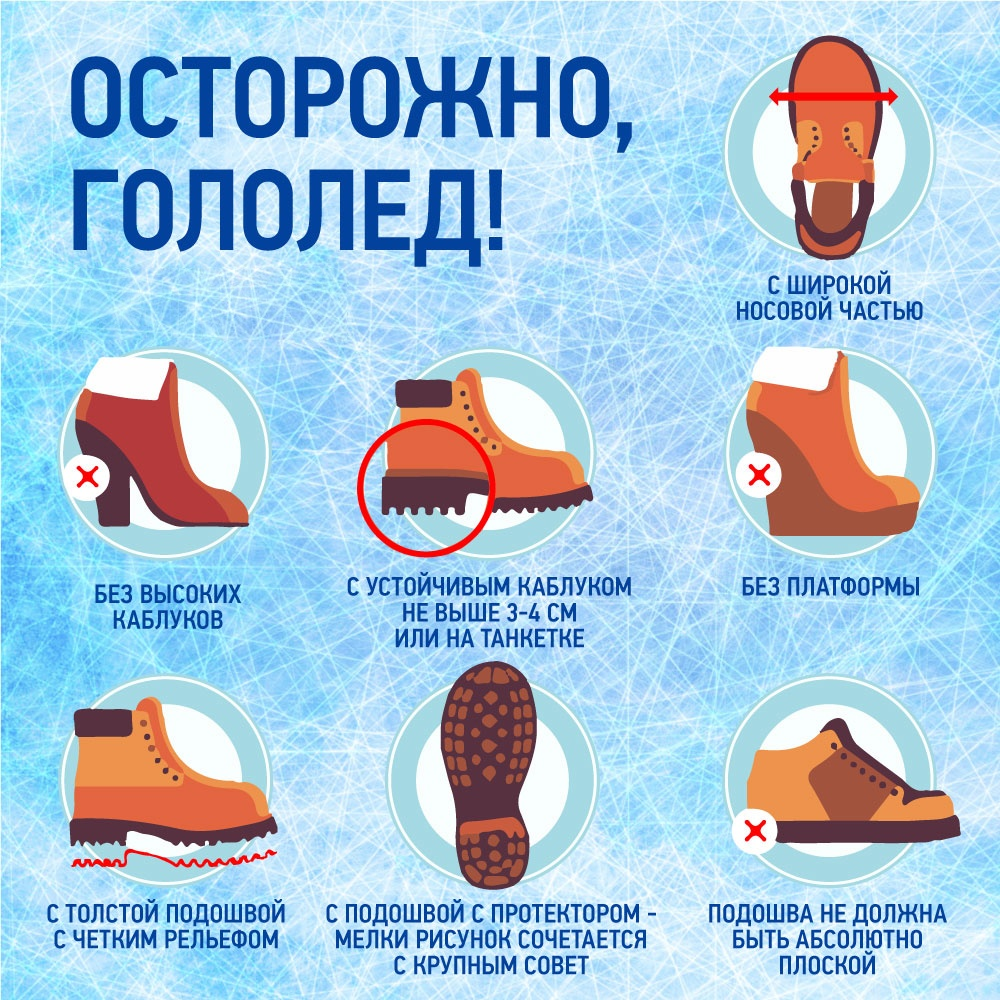 ОСТОРОЖНО,
ГОЛОЛЕД!
С ШИРОКОЙ
НОСОВОЙ ЧАСТЬЮ
БЕЗ ВЫСОКИХ
КАБЛУКОВ
С УСТОЙЧИВЫМ КАБЛУКОМ
НЕ ВЫШЕ 3-4 СМ
ИЛИ НА ТАНКЕТКЕ
БЕЗ ПЛАТФОРМЫ
С ТОЛСТОЙ ПОДОШВОЙ
С ЧЕТКИМ РЕЛЬЕФОМ
С ПОДОШВОЙ С ПРОТЕКТОРОМ -
МЕЛКИ РИСУНОК СОЧЕТАЕТСЯ
С КРУПНЫМ СОВЕТ
ПОДОШВА НЕ ДОЛЖНА
БЫТЬ АБСОЛЮТНО
ПЛОСКОЙ